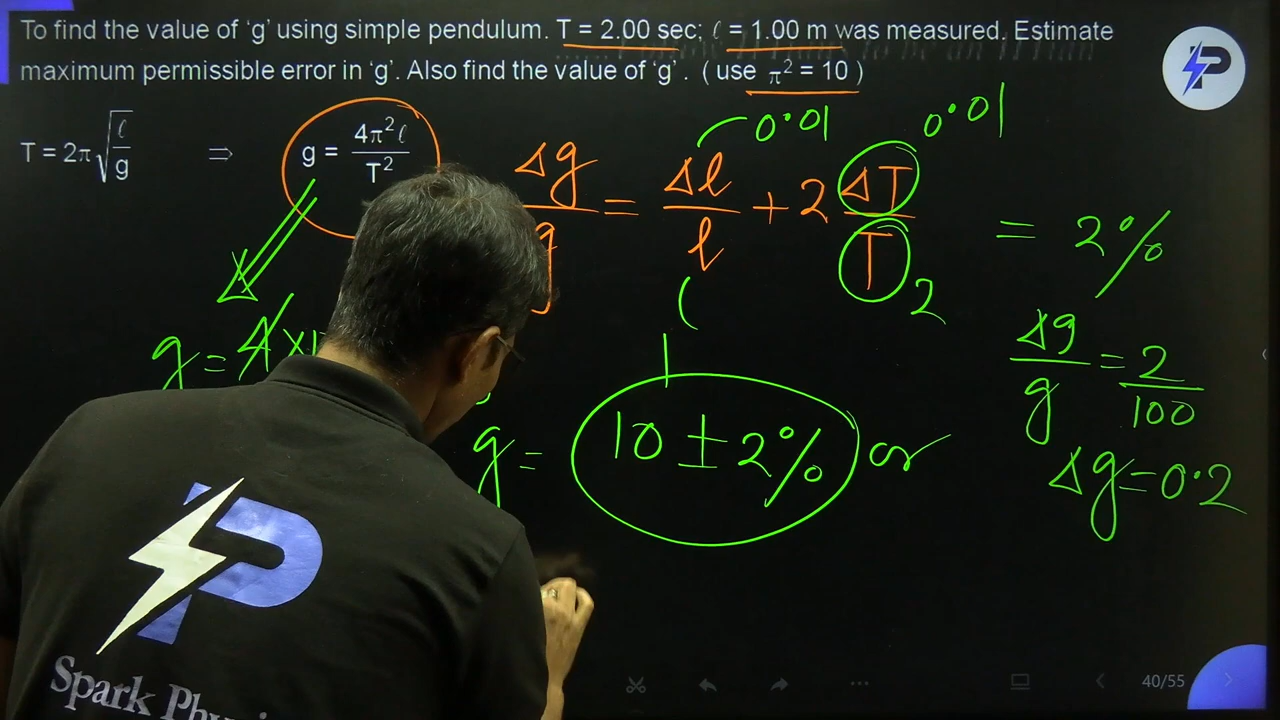 To find the value of 'g' using simple pendulum. T = 2.00 sec; ℓ = 1.00 m was measured. Estimate
maximum permissible error in 'g'. Also find the value of 'g' . ( use π² = 10 )
P
T = 2π√(ℓ/g) ⇒ g = 4π²ℓ/T²
Δg/g = Δl/l + 2 ΔT/T = 2%
0.01 0.01
1 2
g = 4×
Δg/g = 2/100
g = 10 ± 2% or
Δg = 0.2
P
Spark
40/55